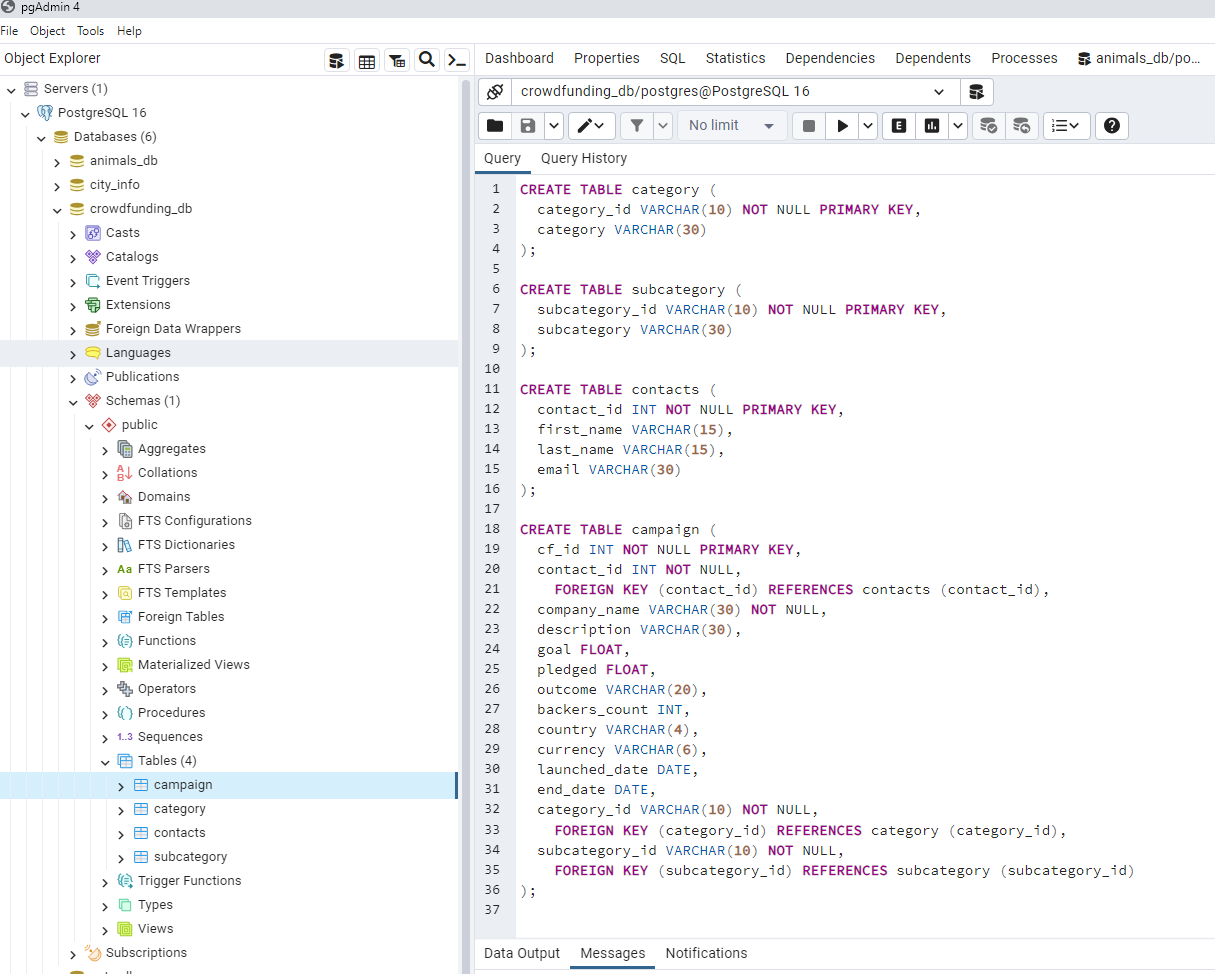 pgAdmin 4
File Object Tools Help
Object Explorer
Servers (1)
PostgreSQL 16
Databases (6)
animals_db
city_info
crowdfunding_db
Casts
Catalogs
Event Triggers
Extensions
Foreign Data Wrappers
Languages
Publications
Schemas (1)
public
Aggregates
Collations
Domains
FTS Configurations
FTS Dictionaries
Aa FTS Parsers
FTS Templates
Foreign Tables
Functions
Materialized Views
Operators
Procedures
1..3 Sequences
Tables (4)
campaign
category
contacts
subcategory
Trigger Functions
Types
Views
Subscriptions
Dashboard Properties SQL Statistics Dependencies Dependents Processes animals_db/po...
crowdfunding_db/postgres@PostgreSQL 16
No limit E
Query Query History
1 CREATE TABLE category (
2 category_id VARCHAR(10) NOT NULL PRIMARY KEY,
3 category VARCHAR(30)
4 );
5
6 CREATE TABLE subcategory (
7 subcategory_id VARCHAR(10) NOT NULL PRIMARY KEY,
8 subcategory VARCHAR(30)
9 );
10
11 CREATE TABLE contacts (
12 contact_id INT NOT NULL PRIMARY KEY,
13 first_name VARCHAR(15),
14 last_name VARCHAR(15),
15 email VARCHAR(30)
16 );
17
18 CREATE TABLE campaign (
19 cf_id INT NOT NULL PRIMARY KEY,
20 contact_id INT NOT NULL,
21 FOREIGN KEY (contact_id) REFERENCES contacts (contact_id),
22 company_name VARCHAR(30) NOT NULL,
23 description VARCHAR(30),
24 goal FLOAT,
25 pledged FLOAT,
26 outcome VARCHAR(20),
27 backers_count INT,
28 country VARCHAR(4),
29 currency VARCHAR(6),
30 launched_date DATE,
31 end_date DATE,
32 category_id VARCHAR(10) NOT NULL,
33 FOREIGN KEY (category_id) REFERENCES category (category_id),
34 subcategory_id VARCHAR(10) NOT NULL,
35 FOREIGN KEY (subcategory_id) REFERENCES subcategory (subcategory_id)
36 );
37
Data Output Messages Notifications